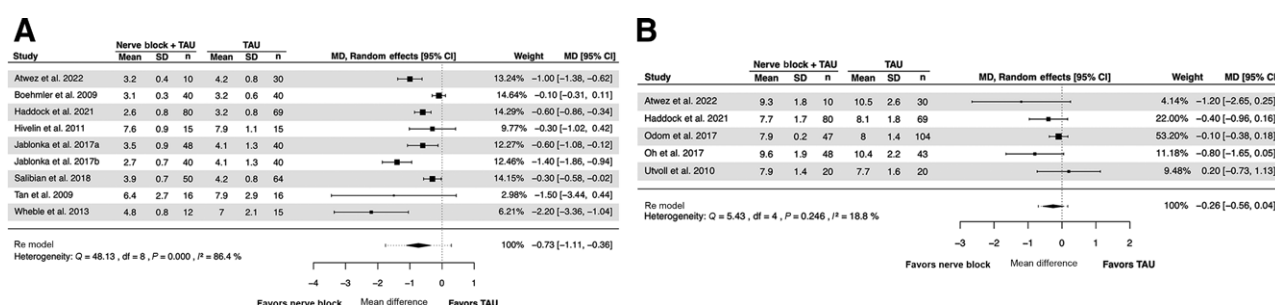 A
Nerve block + TAU TAU
Study Mean SD n Mean SD n MD, Random effects [95% CI] Weight MD [95% CI]
Atwez et al. 2022 3.2 0.4 10 4.2 0.8 30 13.24% −1.00 [−1.38, −0.62]
Boehmler et al. 2009 3.1 0.3 40 3.2 0.6 40 14.64% −0.10 [−0.31, 0.11]
Haddock et al. 2021 2.6 0.8 80 3.2 0.8 69 14.29% −0.60 [−0.86, −0.34]
Hivelin et al. 2011 7.6 0.9 15 7.9 1.1 15 9.77% −0.30 [−1.02, 0.42]
Jablonka et al. 2017a 3.5 0.9 48 4.1 1.3 40 12.27% −0.60 [−1.08, −0.12]
Jablonka et al. 2017b 2.7 0.7 40 4.1 1.3 40 12.46% −1.40 [−1.86, −0.94]
Salibian et al. 2018 3.9 0.7 50 4.2 0.8 64 14.15% −0.30 [−0.58, −0.02]
Tan et al. 2009 6.4 2.7 16 7.9 2.9 16 2.98% −1.50 [−3.44, 0.44]
Wheble et al. 2013 4.8 0.8 12 7 2.1 15 6.21% −2.20 [−3.36, −1.04]
Re model 100% −0.73 [−1.11, −0.36]
Heterogeneity: Q = 48.13 , df = 8 , P = 0.000 , I² = 86.4 %
−4 −3 −2 −1 0 1
Favors nerve block Mean difference Favors TAU
B
Nerve block + TAU TAU
Study Mean SD n Mean SD n MD, Random effects [95% CI] Weight MD [95% CI]
Atwez et al. 2022 9.3 1.8 10 10.5 2.6 30 4.14% −1.20 [−2.65, 0.25]
Haddock et al. 2021 7.7 1.7 80 8.1 1.8 69 22.00% −0.40 [−0.96, 0.16]
Odom et al. 2017 7.9 0.2 47 8 1.4 104 53.20% −0.10 [−0.38, 0.18]
Oh et al. 2017 9.6 1.9 48 10.4 2.2 43 11.18% −0.80 [−1.65, 0.05]
Utvoll et al. 2010 7.9 1.4 20 7.7 1.6 20 9.48% 0.20 [−0.73, 1.13]
Re model 100% −0.26 [−0.56, 0.04]
Heterogeneity: Q = 5.43 , df = 4 , P = 0.246 , I² = 18.8 %
−3 −2 −1 0 1 2
Favors nerve block Mean difference Favors TAU